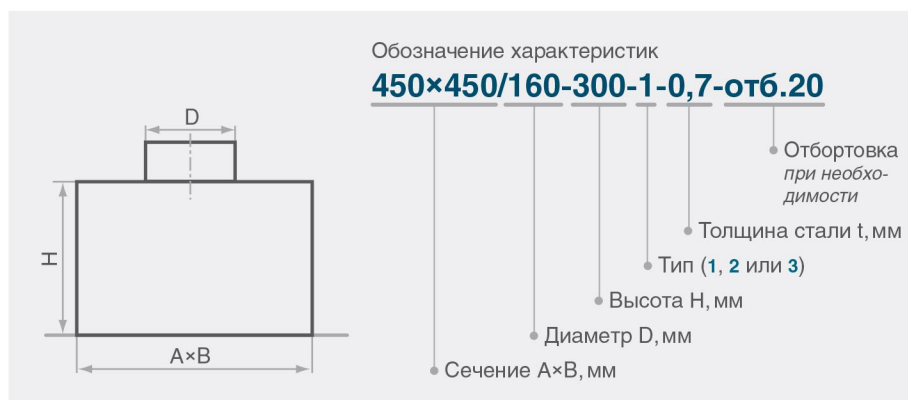 Обозначение характеристик
450×450/160-300-1-0,7-отб.20
D
H
A×B
Отбортовка
при необхо-
димости
Толщина стали t, мм
Тип (1, 2 или 3)
Высота H, мм
Диаметр D, мм
Сечение A×B, мм